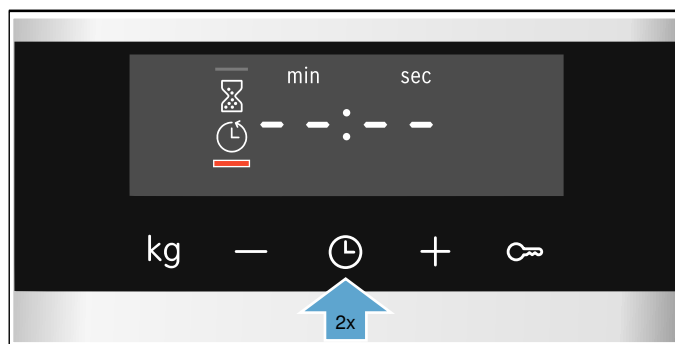 min sec
--:--
kg − +
2x